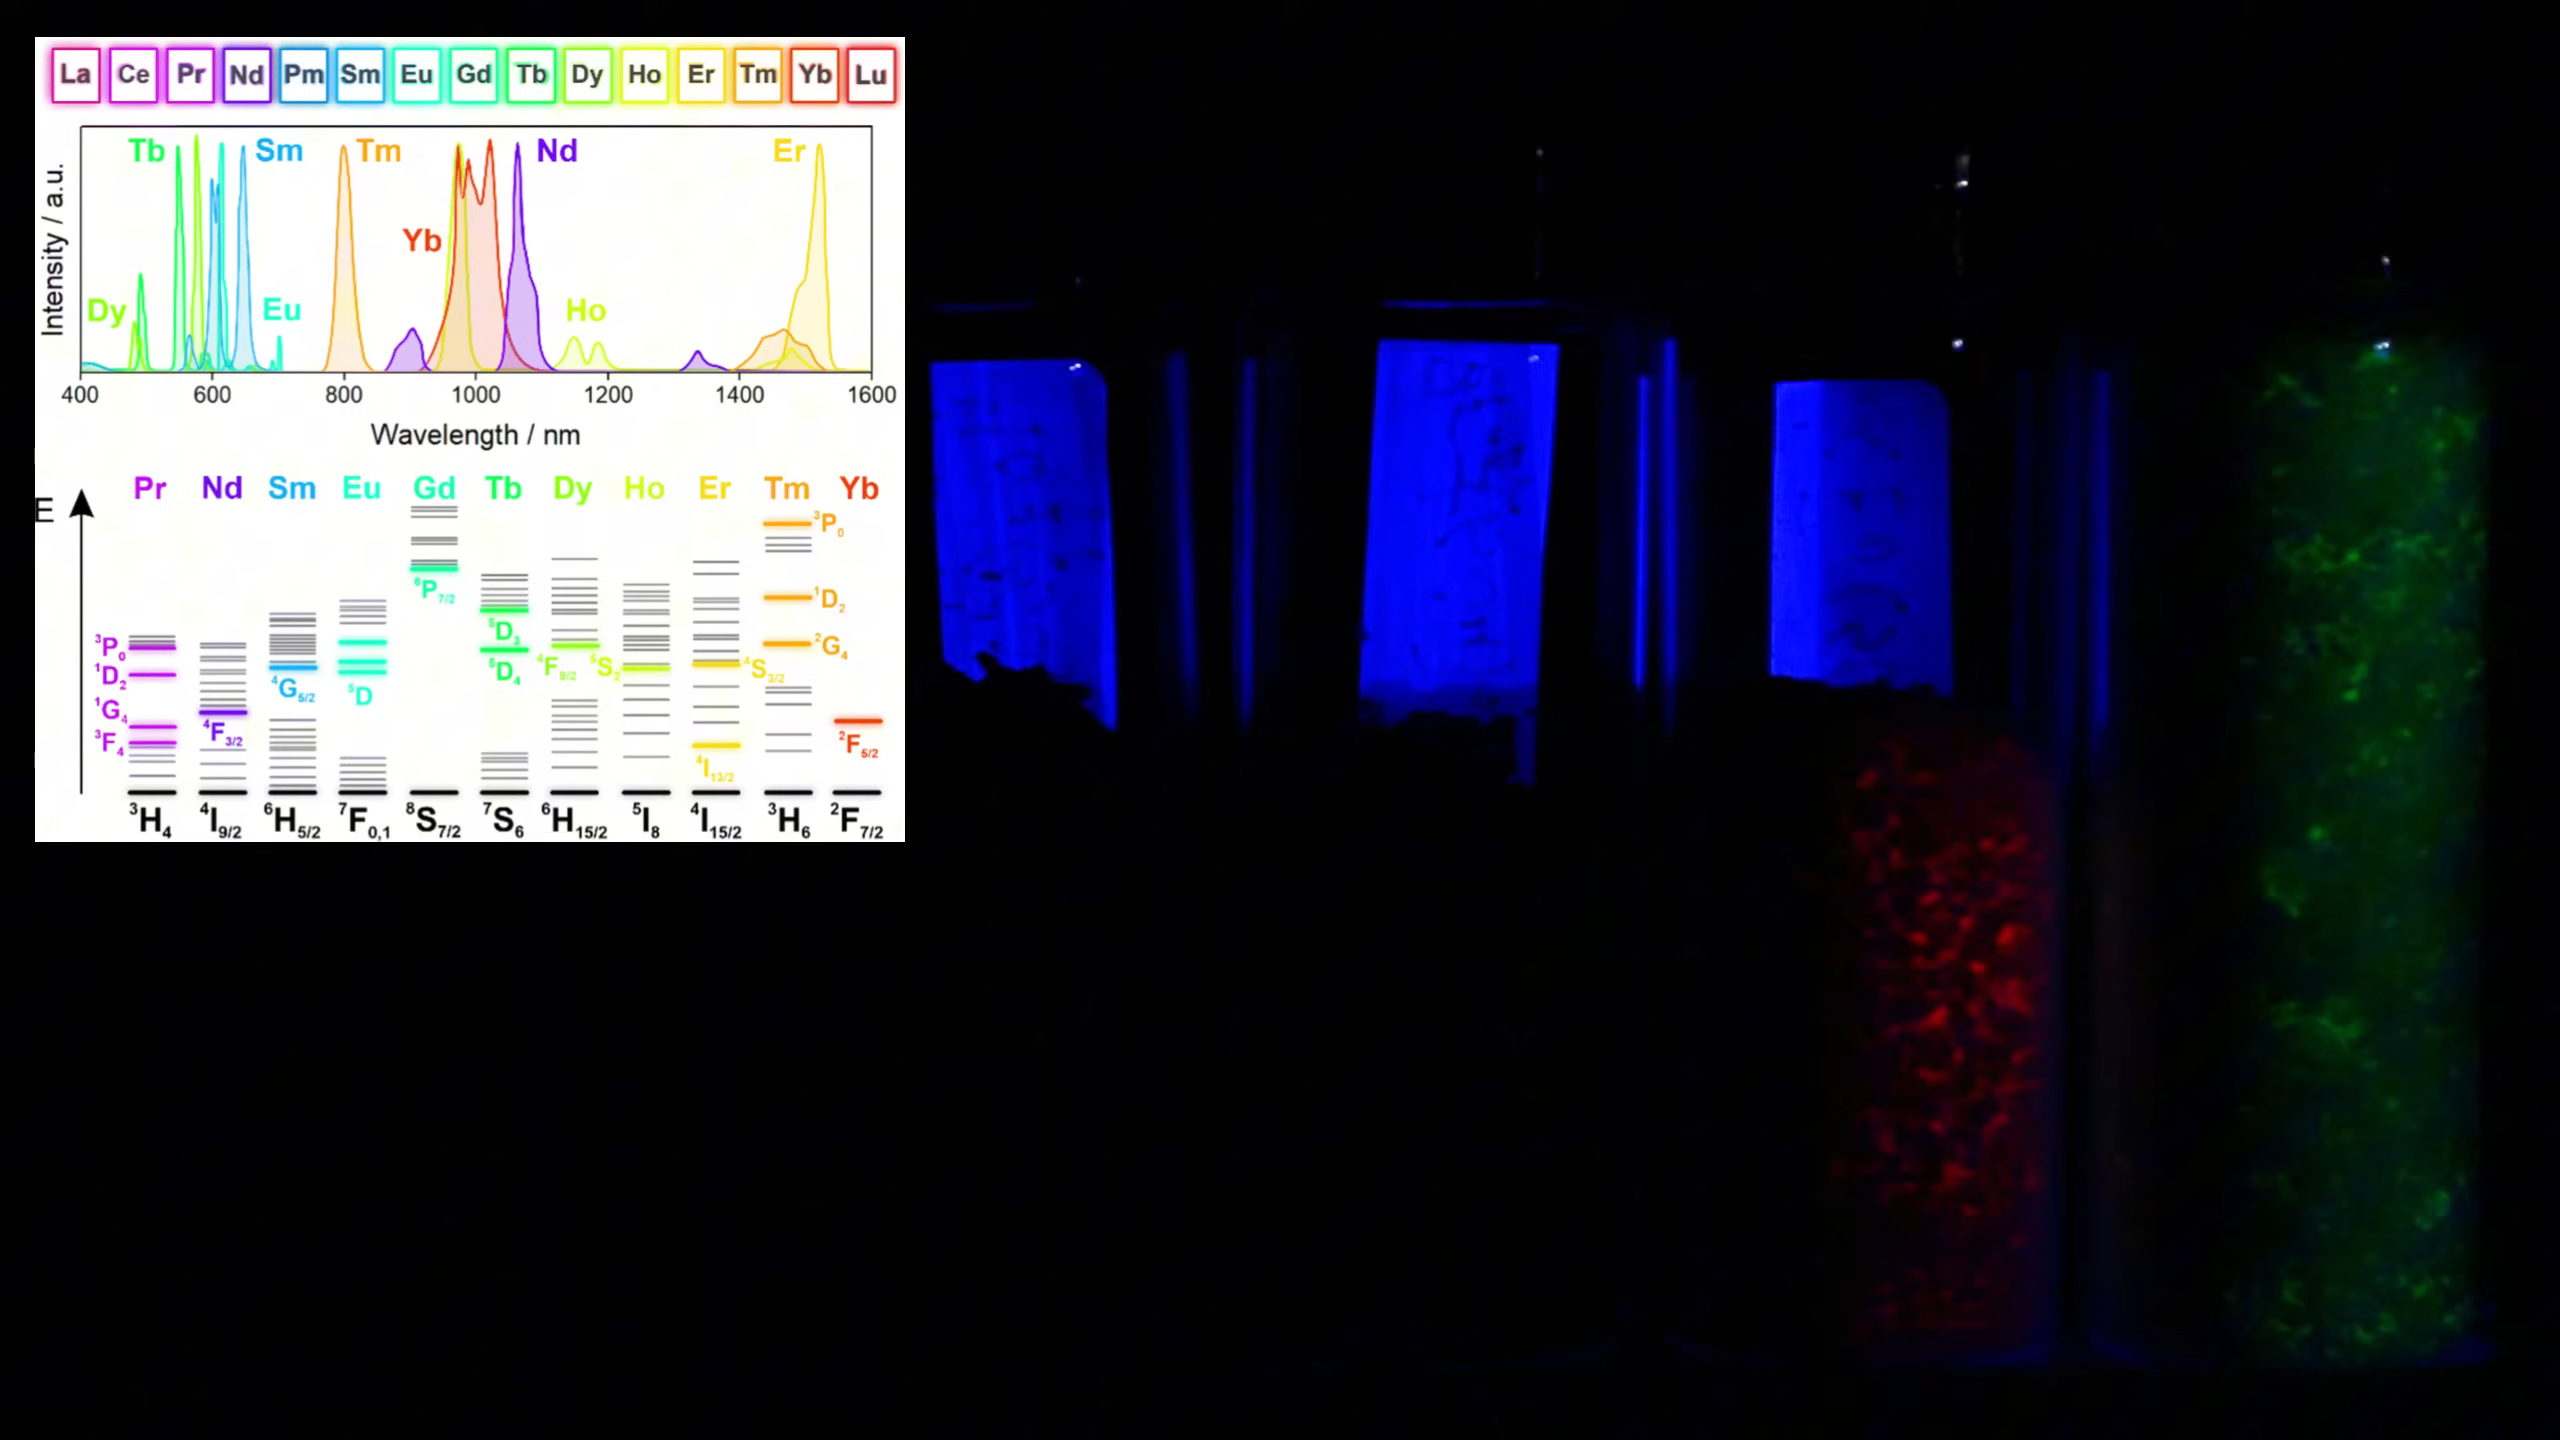 La Ce Pr Nd Pm Sm Eu Gd Tb Dy Ho Er Tm Yb Lu
Tb Sm Tm Nd Er
Yb
Dy Eu Ho
Intensity / a.u.
400 600 800 1000 1200 1400 1600
Wavelength / nm
Pr Nd Sm Eu Gd Tb Dy Ho Er Tm Yb
E
³P₀
⁶P₇/₂
¹D₂
³P₀
⁵D₃
²G₄
¹D₂
⁴G₅/₂
⁵D
⁵D₄
⁴F₉/₂
⁵S₂
⁴S₃/₂
¹G₄
³F₄
⁴F₃/₂
⁴I₁₃/₂
²F₅/₂
³H₄ ⁴I₉/₂ ⁶H₅/₂ ⁷F₀,₁ ⁸S₇/₂ ⁷S₆ ⁶H₁₅/₂ ⁵I₈ ⁴I₁₅/₂ ³H₆ ²F₇/₂